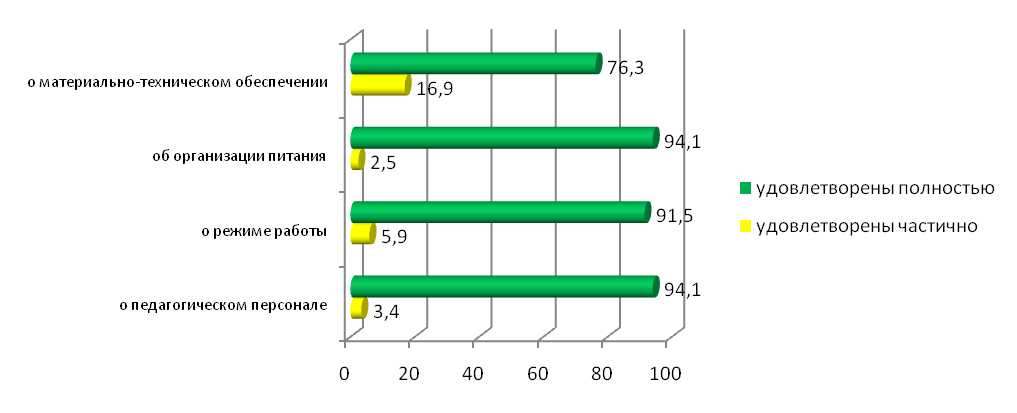 о материально-техническом обеспечении
76,3
16,9
об организации питания
94,1
2,5
о режиме работы
91,5
5,9
о педагогическом персонале
94,1
3,4
0 20 40 60 80 100
удовлетворены полностью
удовлетворены частично